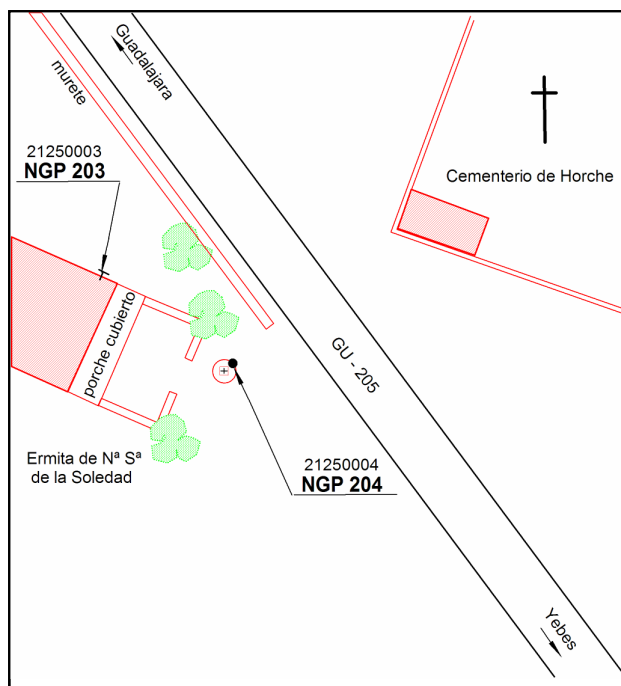 Guadalajara
murete
21250003
NGP 203
Cementerio de Horche
porche cubierto
GU - 205
Ermita de Nª Sª
de la Soledad
21250004
NGP 204
Yebes